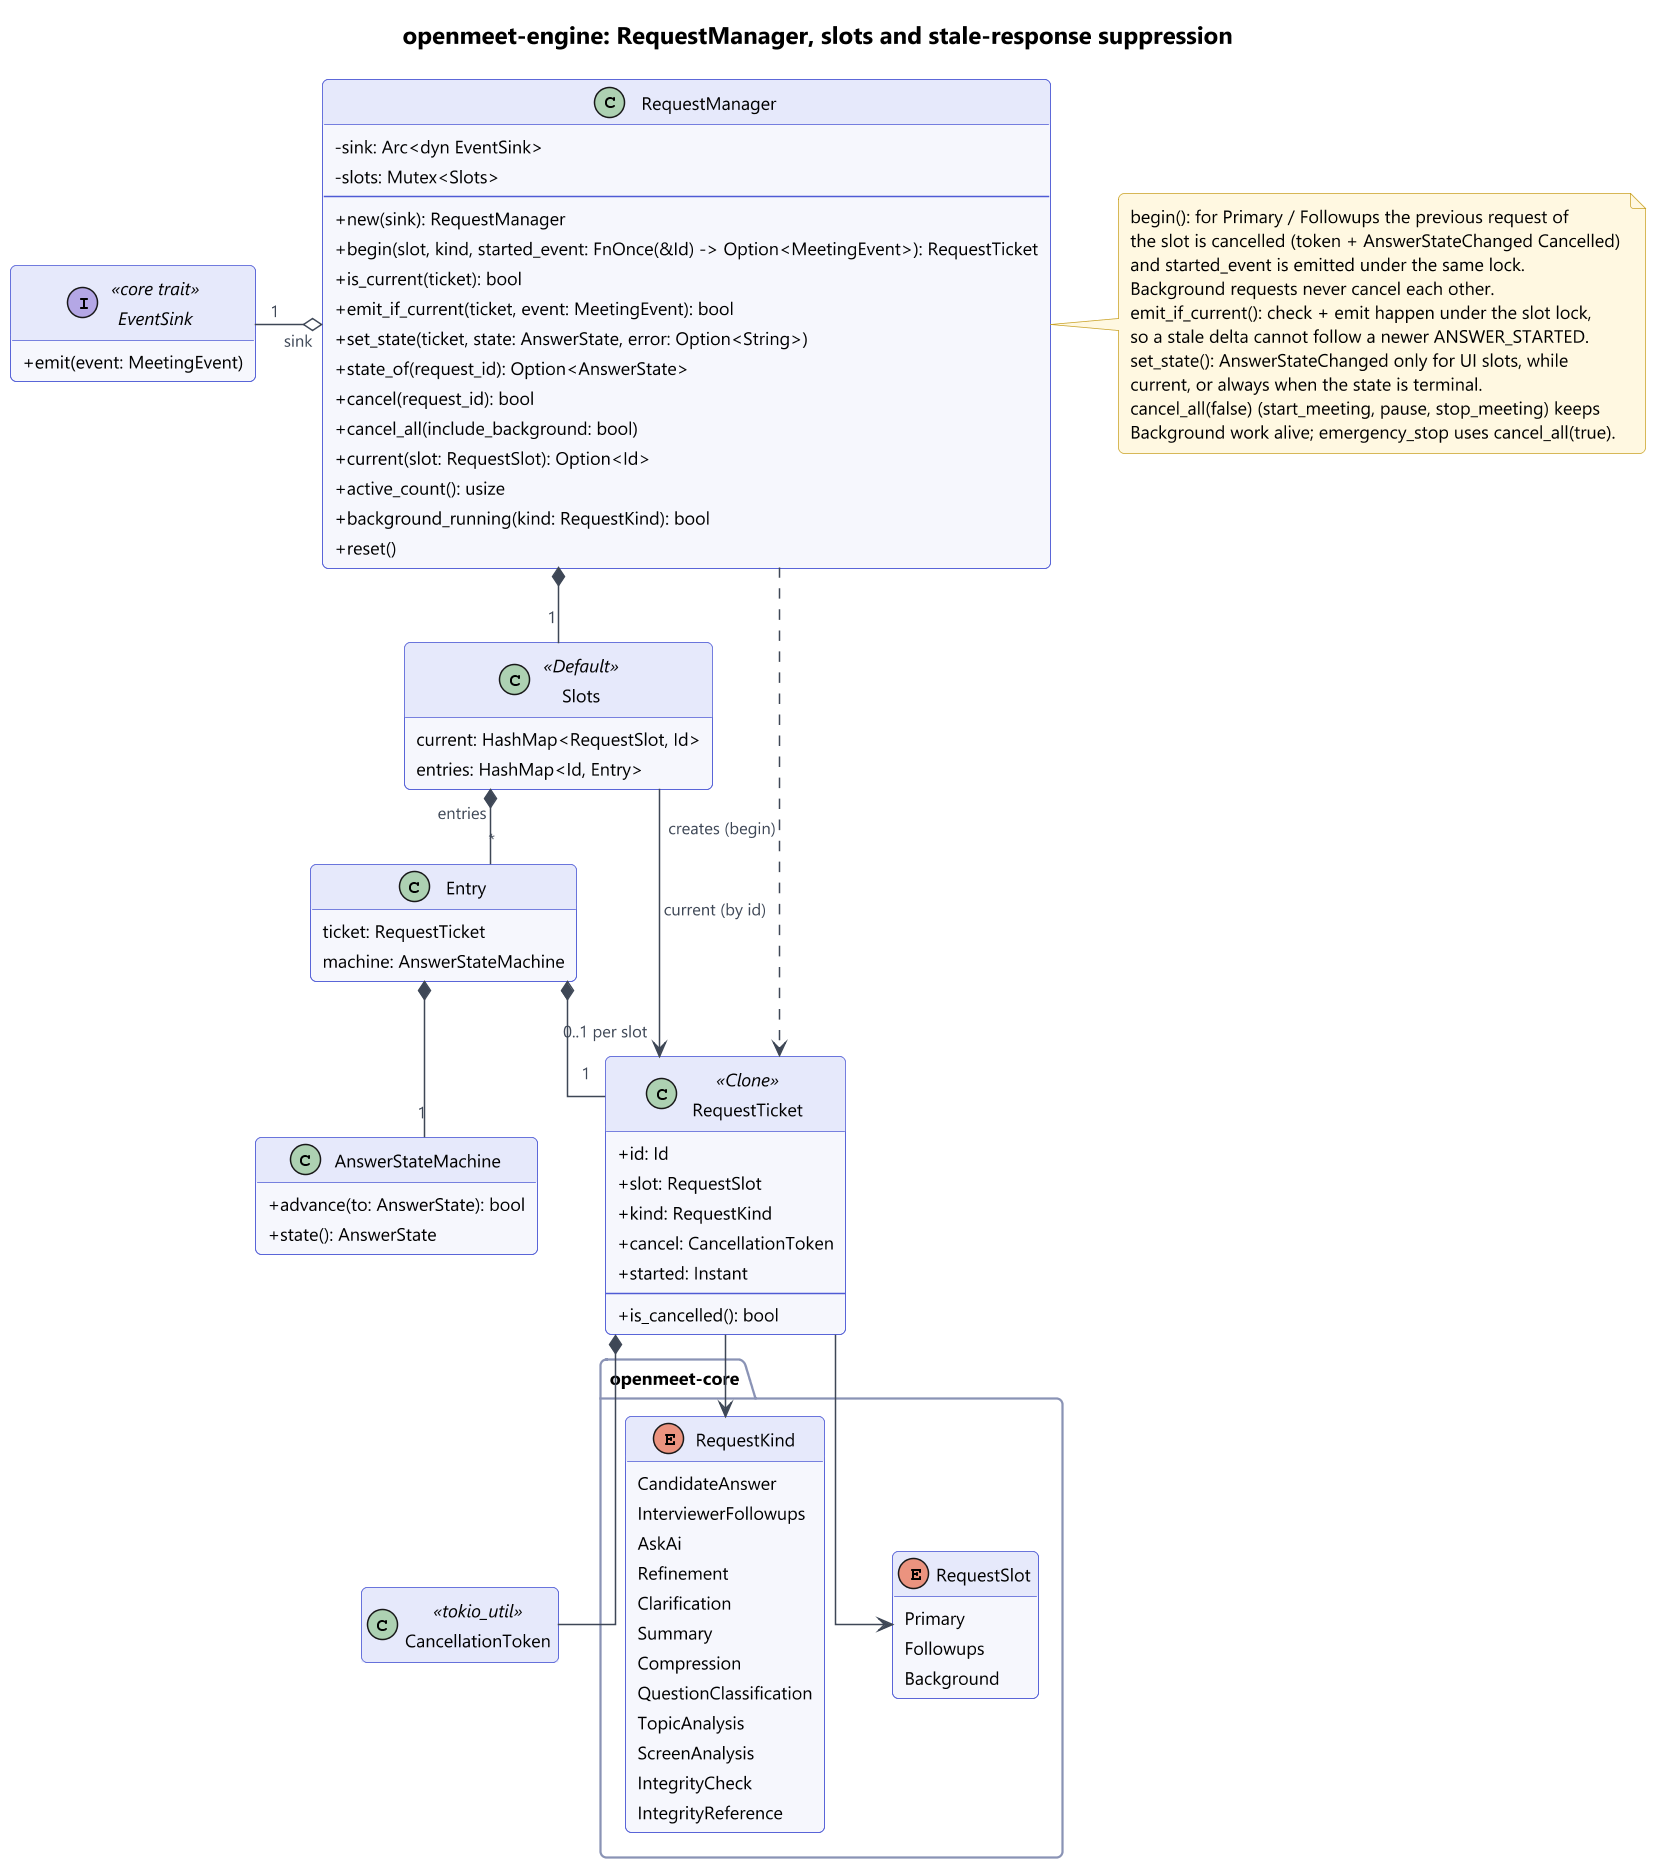 openmeet-engine: RequestManager, slots and stale-response suppression
C RequestManager
-sink: Arc<dyn EventSink>
-slots: Mutex<Slots>
+new(sink): RequestManager
+begin(slot, kind, started_event: FnOnce(&Id) -> Option<MeetingEvent>): RequestTicket
+is_current(ticket): bool
+emit_if_current(ticket, event: MeetingEvent): bool
+set_state(ticket, state: AnswerState, error: Option<String>)
+state_of(request_id): Option<AnswerState>
+cancel(request_id): bool
+cancel_all(include_background: bool)
+current(slot: RequestSlot): Option<Id>
+active_count(): usize
+background_running(kind: RequestKind): bool
+reset()
begin(): for Primary / Followups the previous request of
the slot is cancelled (token + AnswerStateChanged Cancelled)
and started_event is emitted under the same lock.
Background requests never cancel each other.
emit_if_current(): check + emit happen under the slot lock,
so a stale delta cannot follow a newer ANSWER_STARTED.
set_state(): AnswerStateChanged only for UI slots, while
current, or always when the state is terminal.
cancel_all(false) (start_meeting, pause, stop_meeting) keeps
Background work alive; emergency_stop uses cancel_all(true).
I
«core trait»
EventSink
+emit(event: MeetingEvent)
1
sink
1
C
«Default»
Slots
current: HashMap<RequestSlot, Id>
entries: HashMap<Id, Entry>
entries
*
creates (begin)
current (by id)
C Entry
ticket: RequestTicket
machine: AnswerStateMachine
0..1 per slot
1
1
C AnswerStateMachine
+advance(to: AnswerState): bool
+state(): AnswerState
C
«Clone»
RequestTicket
+id: Id
+slot: RequestSlot
+kind: RequestKind
+cancel: CancellationToken
+started: Instant
+is_cancelled(): bool
openmeet-core
E RequestKind
CandidateAnswer
InterviewerFollowups
AskAi
Refinement
Clarification
Summary
Compression
QuestionClassification
TopicAnalysis
ScreenAnalysis
IntegrityCheck
IntegrityReference
E RequestSlot
Primary
Followups
Background
C
«tokio_util»
CancellationToken